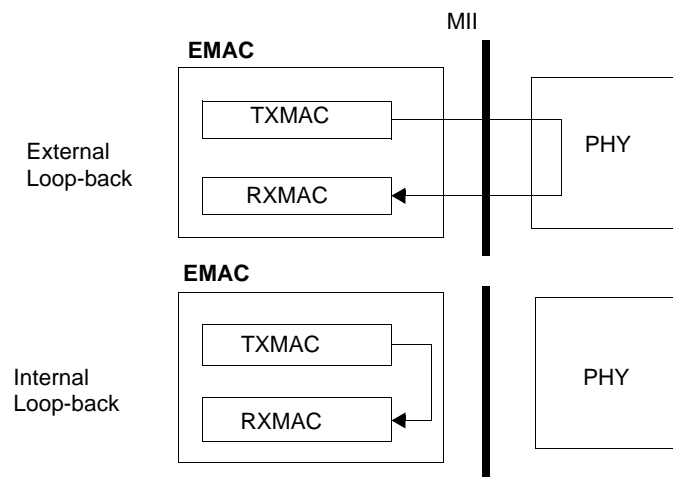 MII
EMAC
TXMAC
External
Loop-back
PHY
RXMAC
EMAC
TXMAC
Internal
Loop-back
PHY
RXMAC